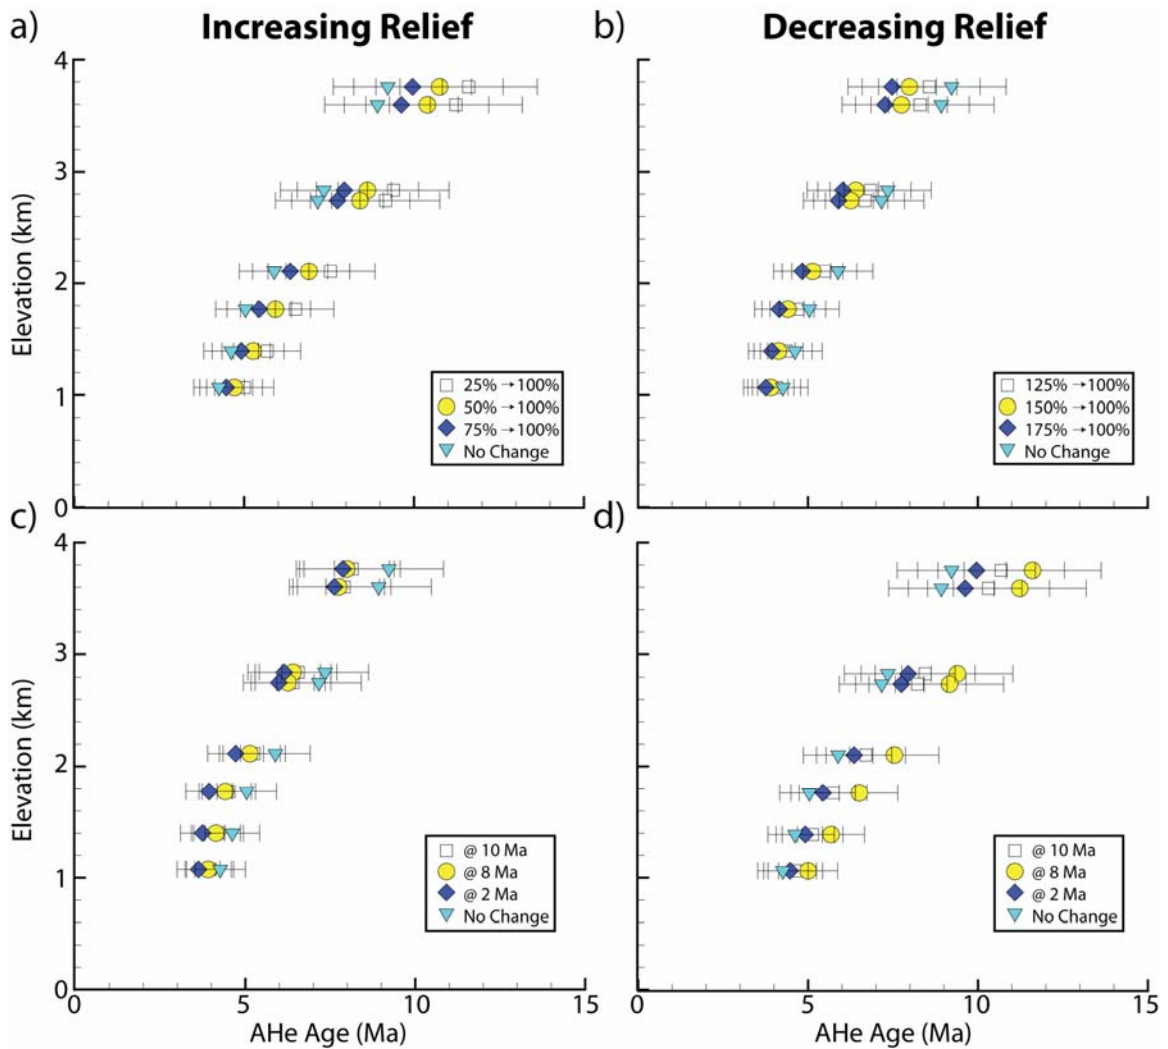 a)
Increasing Relief
b)
Decreasing Relief
4
3
2
1
0
Elevation (km)
25% → 100%
50% → 100%
75% → 100%
No Change
125% → 100%
150% → 100%
175% → 100%
No Change
c)
d)
4
3
2
1
0
Elevation (km)
@ 10 Ma
@ 8 Ma
@ 2 Ma
No Change
@ 10 Ma
@ 8 Ma
@ 2 Ma
No Change
0 5 10 15
0 5 10 15
AHe Age (Ma)
AHe Age (Ma)